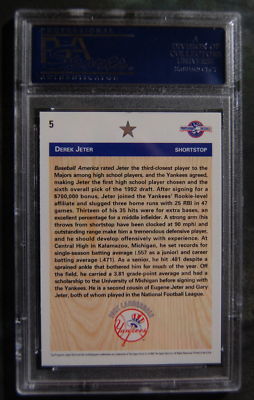 PROFESSIONAL
PSA
AUTHENTICATOR
A
DIVISION OF
COLLECTORS
UNIVERSE
5
DEREK JETER
SHORTSTOP
Baseball America rated Jeter the third-closest player to the
Majors among high school players, and the Yankees agreed,
making Jeter the first high school player chosen and the
sixth overall pick of the 1992 draft. After signing for a
$700,000 bonus, Jeter joined the Yankees' Rookie-level
affiliate and slugged three home runs with 25 RBI in 47
games. Thirteen of his 35 hits were for extra bases, an
excellent percentage for a middle infielder. A strong arm (his
throws from shortstop have been clocked at 90 mph) and
outstanding range make him a tremendous defensive player,
and he should develop offensively with experience. At
Central High in Kalamazoo, Michigan, he set records for
single-season batting average (.557 as a junior) and career
batting average (.471). As a senior, he hit .481 despite a
sprained ankle that bothered him for much of the year. Off
the field, he carried a 3.81 grade-point average and had a
scholarship to the University of Michigan before signing with
the Yankees. He is a second cousin of Eugene Jeter and Gary
Jeter, both of whom played in the National Football League.
Yankees